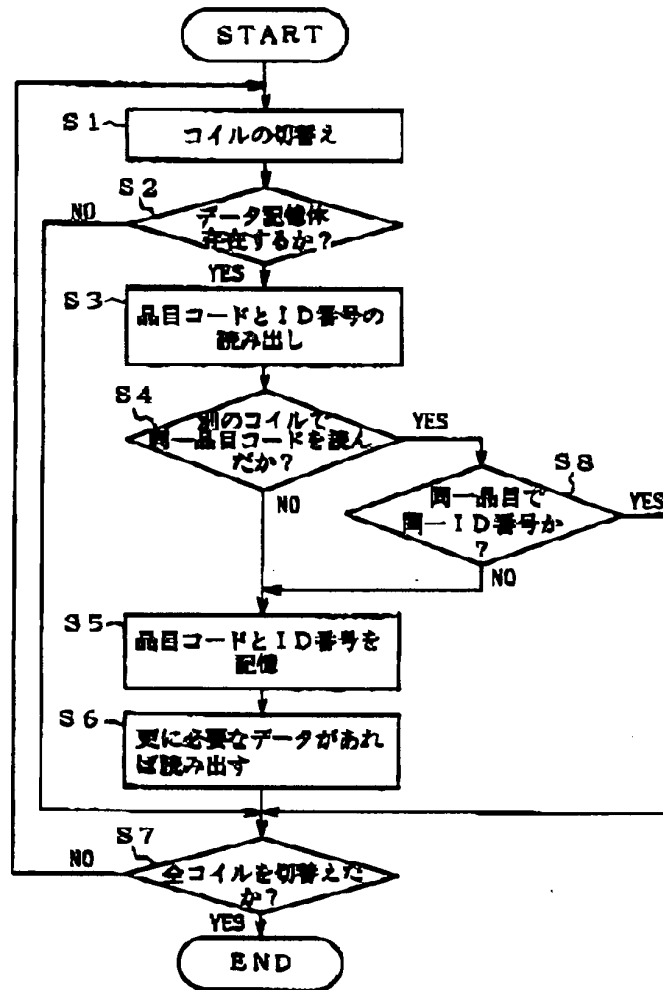 START
S1
コイルの切替え
S2
NO
データ記憶体
存在するか?
YES
S3
品目コードとID番号の
読み出し
S4
別のコイルで
同一品目コードを読ん
だか?
YES
NO
S8
同一品目で
同一ID番号か
?
YES
NO
S5
品目コードとID番号を
記憶
S6
更に必要なデータがあれ
ば読み出す
S7
NO
全コイルを切替えた
か?
YES
END